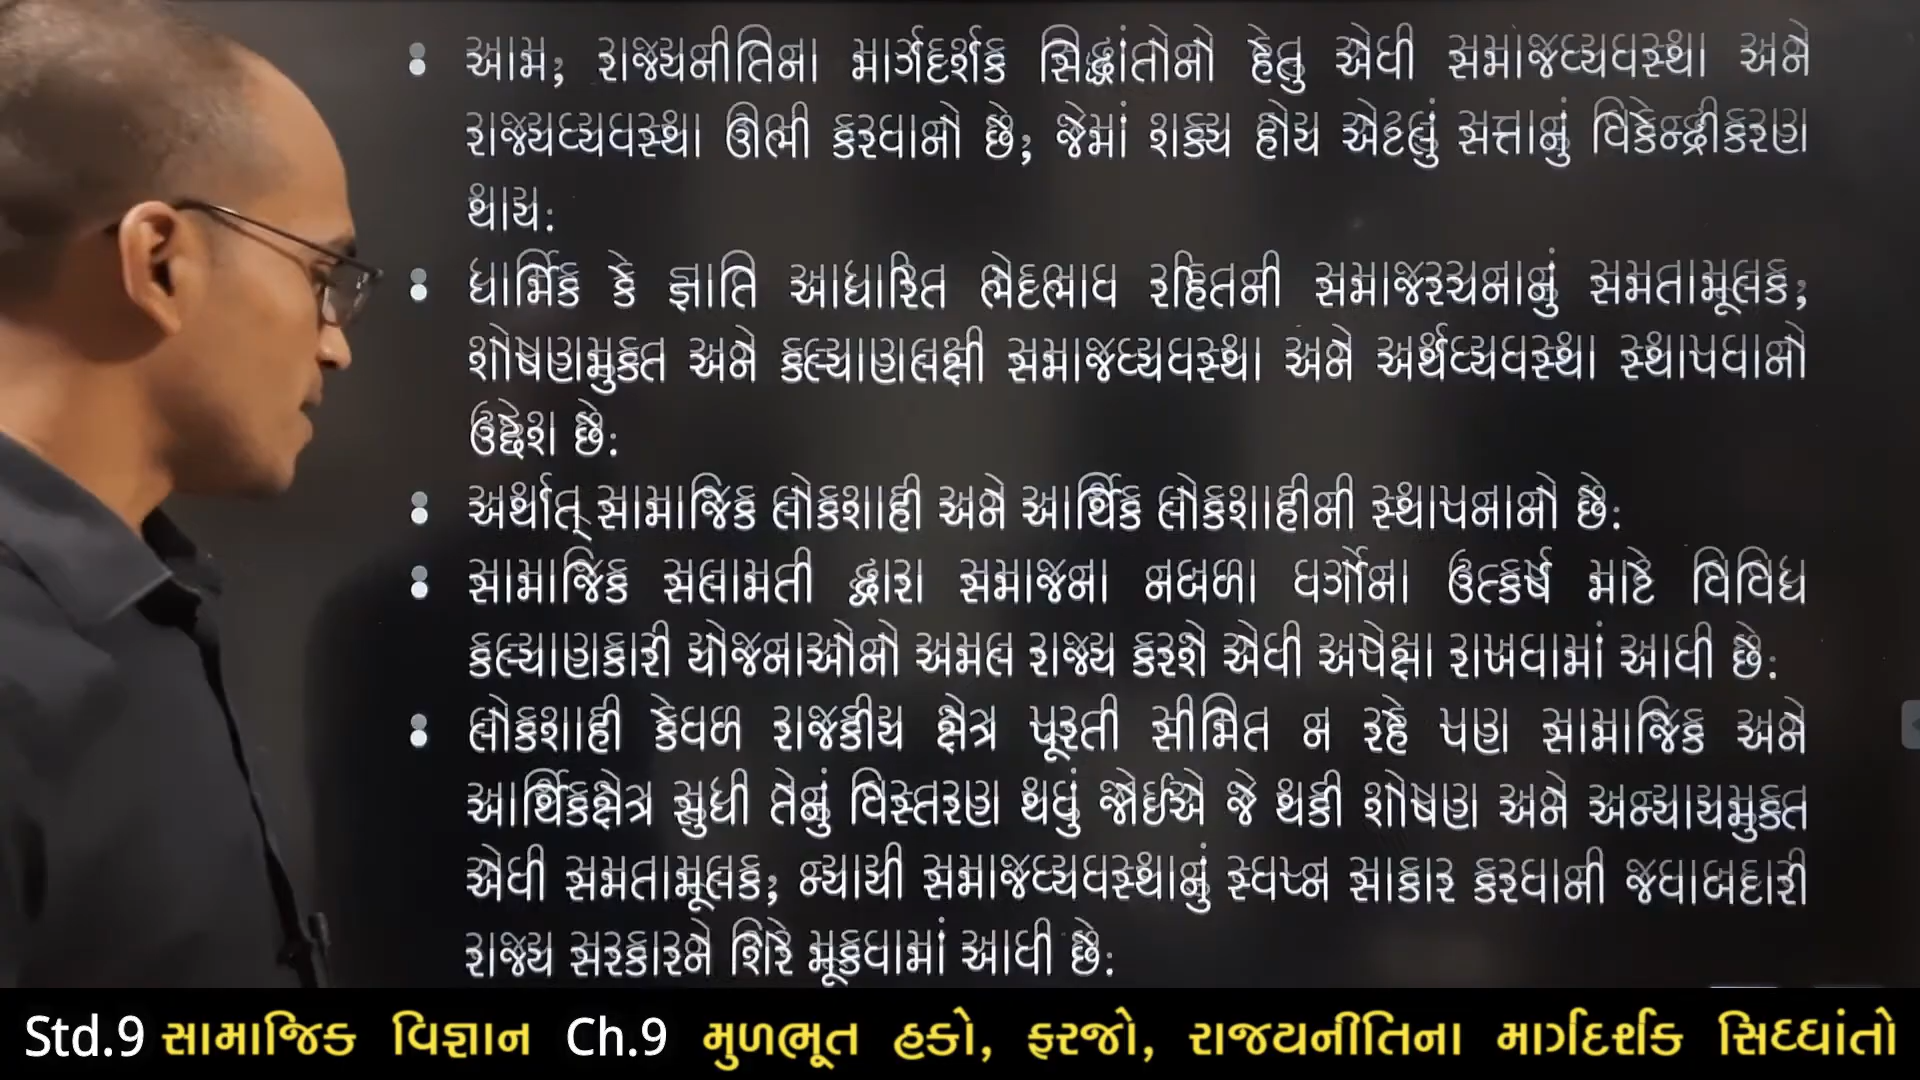 • આમ, રાજ્યનીતિના માર્ગદર્શક સિદ્ધાંતોનો હેતુ એવી સમાજવ્યવસ્થા અને
રાજ્યવ્યવસ્થા ઊભી કરવાનો છે, જેમાં શક્ય હોય એટલું સત્તાનું વિકેન્દ્રીકરણ
થાય.
• ધાર્મિક કે જ્ઞાતિ આધારિત ભેદભાવ રહિતની સમાજરચનાનું સમતામૂલક,
શોષણમુક્ત અને કલ્યાણલક્ષી સમાજવ્યવસ્થા અને અર્થવ્યવસ્થા સ્થાપવાનો
ઉદ્દેશ છે.
• અર્થાત્ સામાજિક લોકશાહી અને આર્થિક લોકશાહીની સ્થાપનાનો છે.
• સામાજિક સલામતી દ્વારા સમાજના નબળા વર્ગોના ઉત્કર્ષ માટે વિવિધ
કલ્યાણકારી યોજનાઓનો અમલ રાજ્ય કરશે એવી અપેક્ષા રાખવામાં આવી છે.
• લોકશાહી કેવળ રાજકીય ક્ષેત્ર પૂરતી સીમિત ન રહે પણ સામાજિક અને
આર્થિકક્ષેત્ર સુધી તેનું વિસ્તરણ થવું જોઈએ જે થકી શોષણ અને અન્યાયમુક્ત
એવી સમતામૂલક, ન્યાયી સમાજવ્યવસ્થાનું સ્વપ્ન સાકાર કરવાની જવાબદારી
રાજ્ય સરકારને શિરે મૂકવામાં આવી છે.
Std.9 સામાજિક વિજ્ઞાન Ch.9 મુળભૂત હકો, ફરજો, રાજયનીતિના માર્ગદર્શક સિધ્ધાંતો